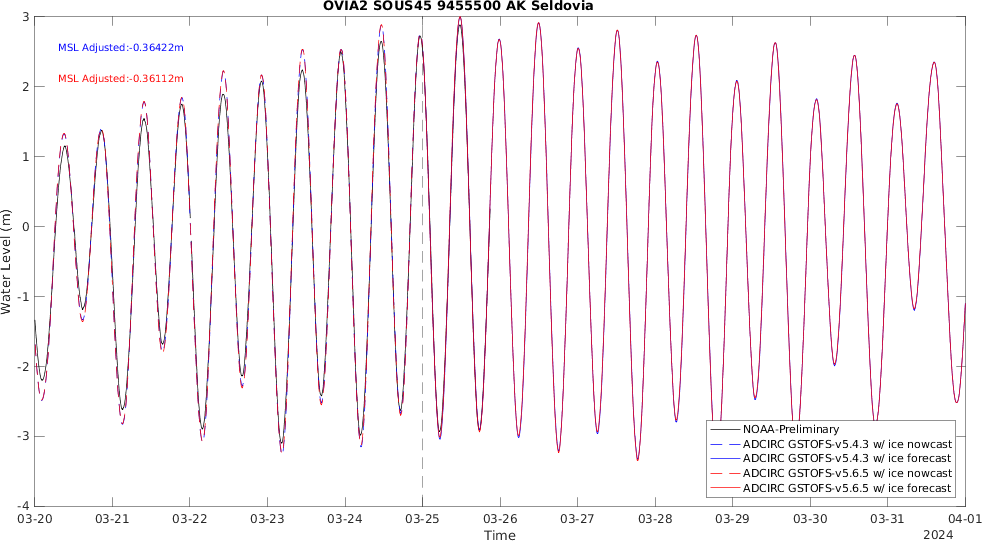 OVIA2 SOUS45 9455500 AK Seldovia
MSL Adjusted:-0.36422m
MSL Adjusted:-0.36112m
3
2
1
0
-1
-2
-3
-4
Water Level (m)
NOAA-Preliminary
ADCIRC GSTOFS-v5.4.3 w/ ice nowcast
ADCIRC GSTOFS-v5.4.3 w/ ice forecast
ADCIRC GSTOFS-v5.6.5 w/ ice nowcast
ADCIRC GSTOFS-v5.6.5 w/ ice forecast
03-20 03-21 03-22 03-23 03-24 03-25 03-26 03-27 03-28 03-29 03-30 03-31 04-01
Time
2024